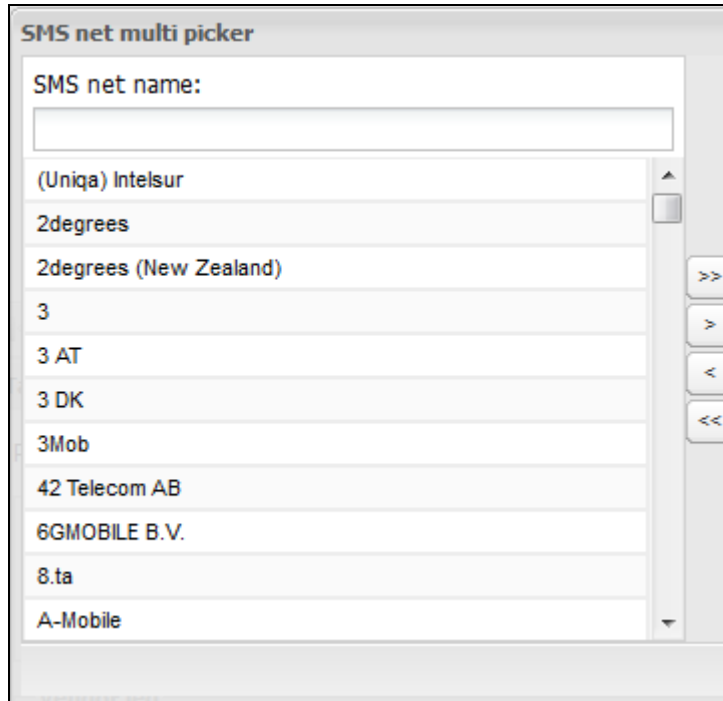 SMS net multi picker
SMS net name:
(Uniqa) Intelsur
2degrees
2degrees (New Zealand)
3
>>
3 AT
>
3 DK
<
3Mob
<<
42 Telecom AB
6GMOBILE B.V.
8.ta
A-Mobile